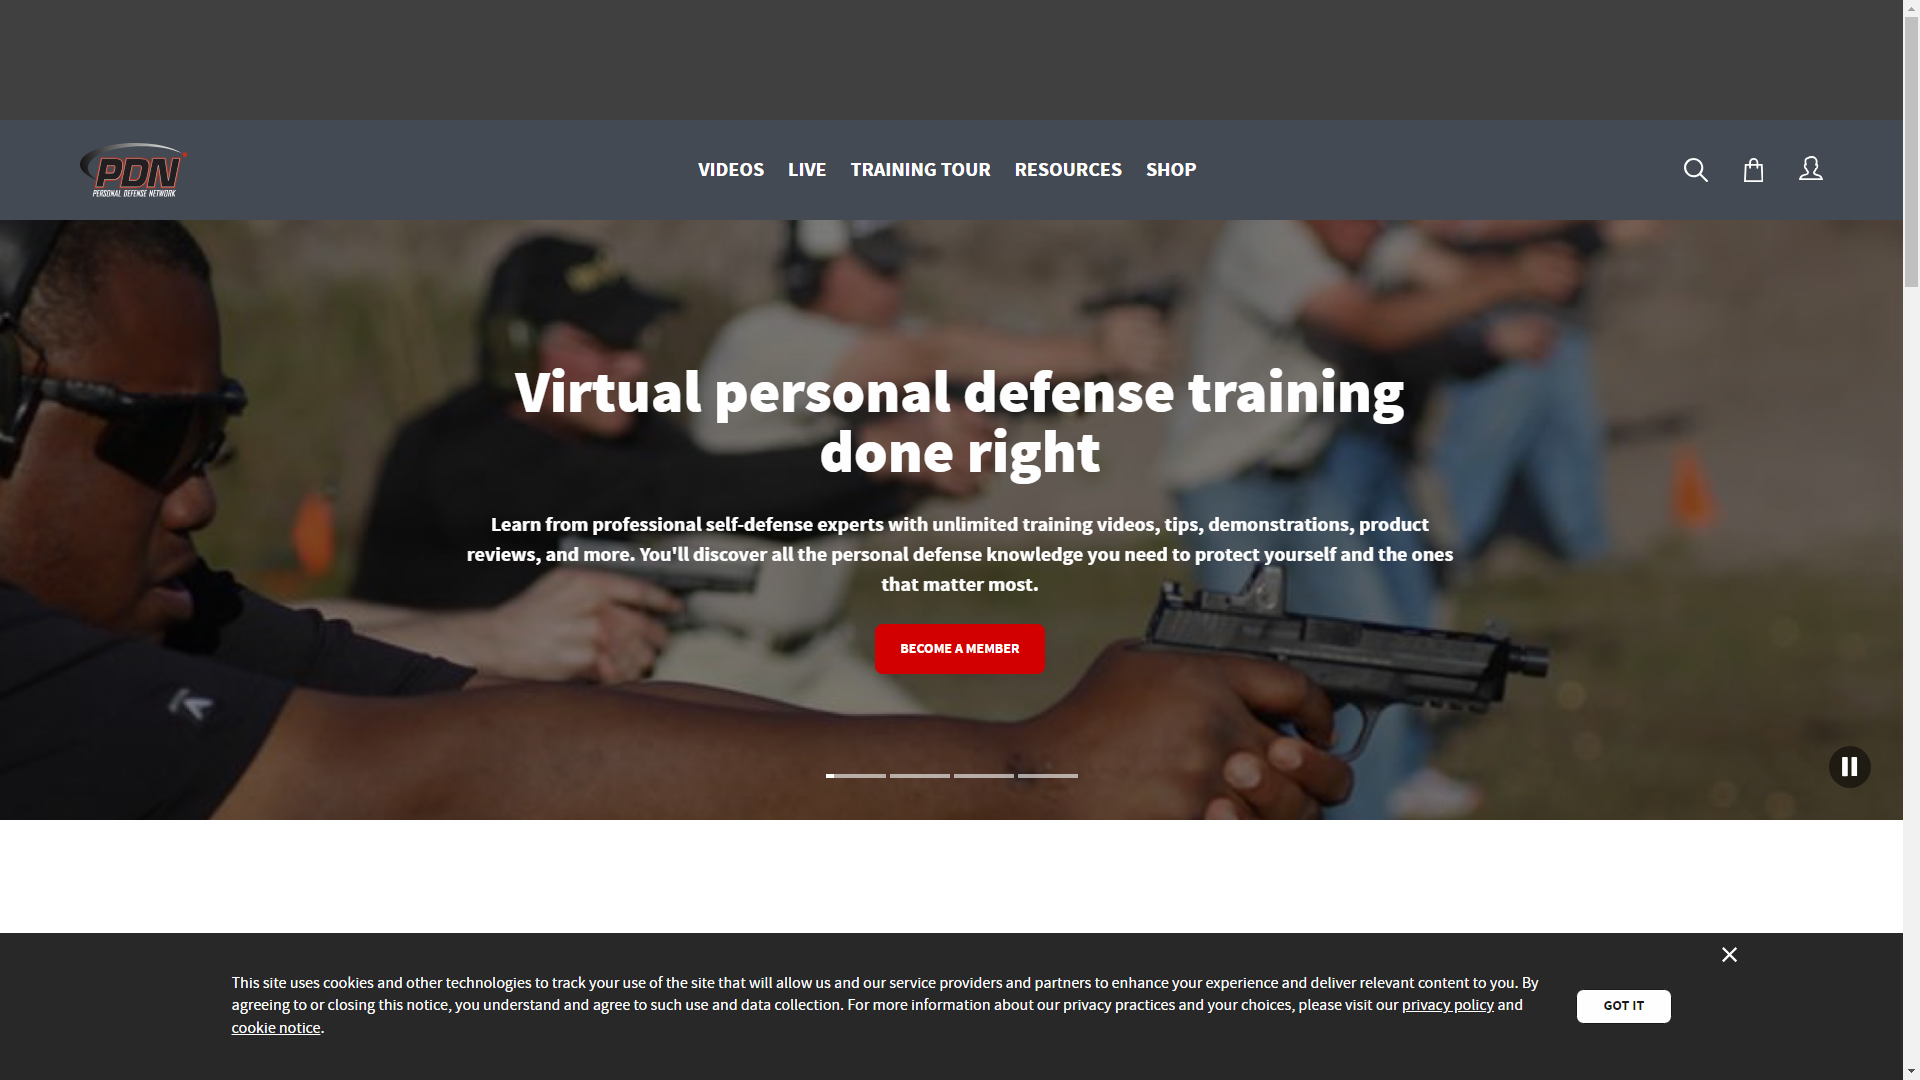 PDN
PERSONAL DEFENSE NETWORK
VIDEOS LIVE TRAINING TOUR RESOURCES SHOP
Virtual personal defense training
done right
Learn from professional self-defense experts with unlimited training videos, tips, demonstrations, product
reviews, and more. You'll discover all the personal defense knowledge you need to protect yourself and the ones
that matter most.
BECOME A MEMBER
This site uses cookies and other technologies to track your use of the site that will allow us and our service providers and partners to enhance your experience and deliver relevant content to you. By
agreeing to or closing this notice, you understand and agree to such use and data collection. For more information about our privacy practices and your choices, please visit our privacy policy and
cookie notice.
GOT IT